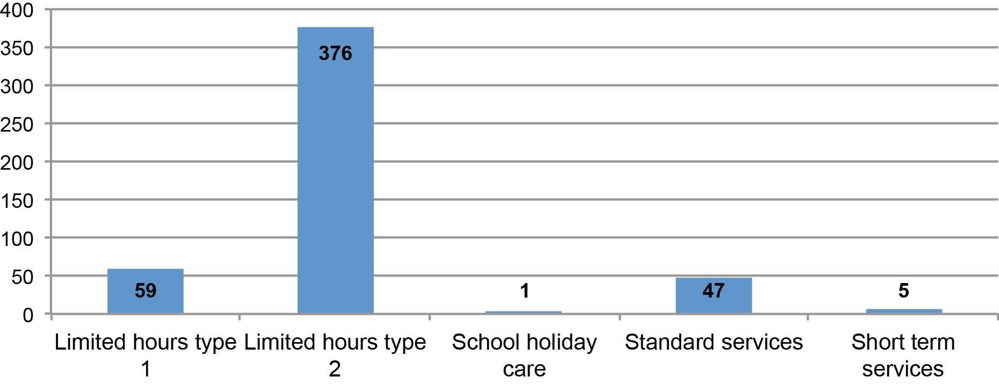 400
350
300
250
200
150
100
50
0
59
376
1
47
5
Limited hours type
1
Limited hours type
2
School holiday
care
Standard services
Short term
services